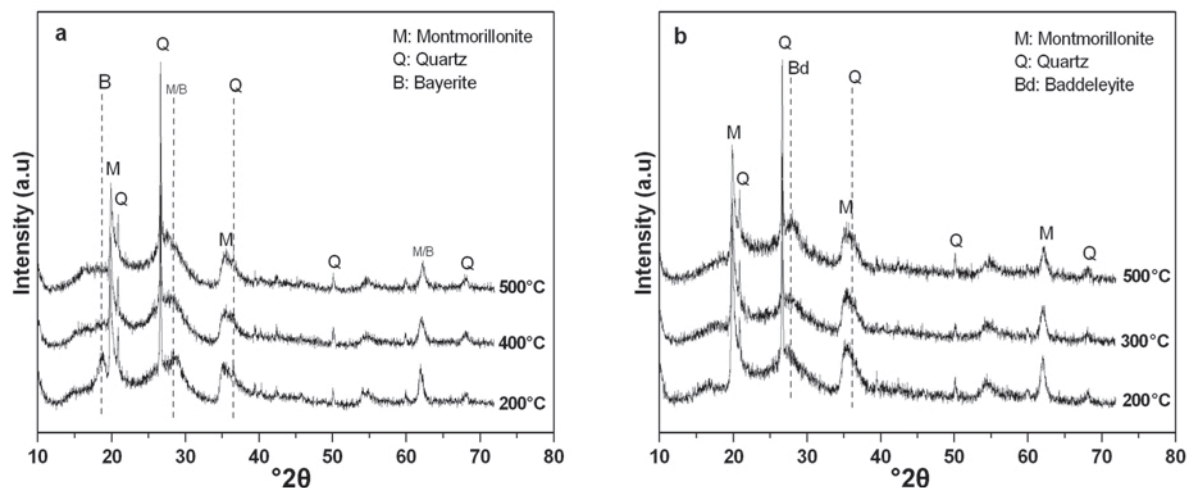 a
M: Montmorillonite
Q: Quartz
B: Bayerite
Q
B
M/B
Q
M
Q
M
Q
M/B
Q
500°C
400°C
200°C
Intensity (a.u)
10 20 30 40 50 60 70 80
°2θ
b
M: Montmorillonite
Q: Quartz
Bd: Baddeleyite
Q
Bd
Q
M
Q
M
Q
M
Q
500°C
300°C
200°C
Intensity (a.u)
10 20 30 40 50 60 70 80
°2θ